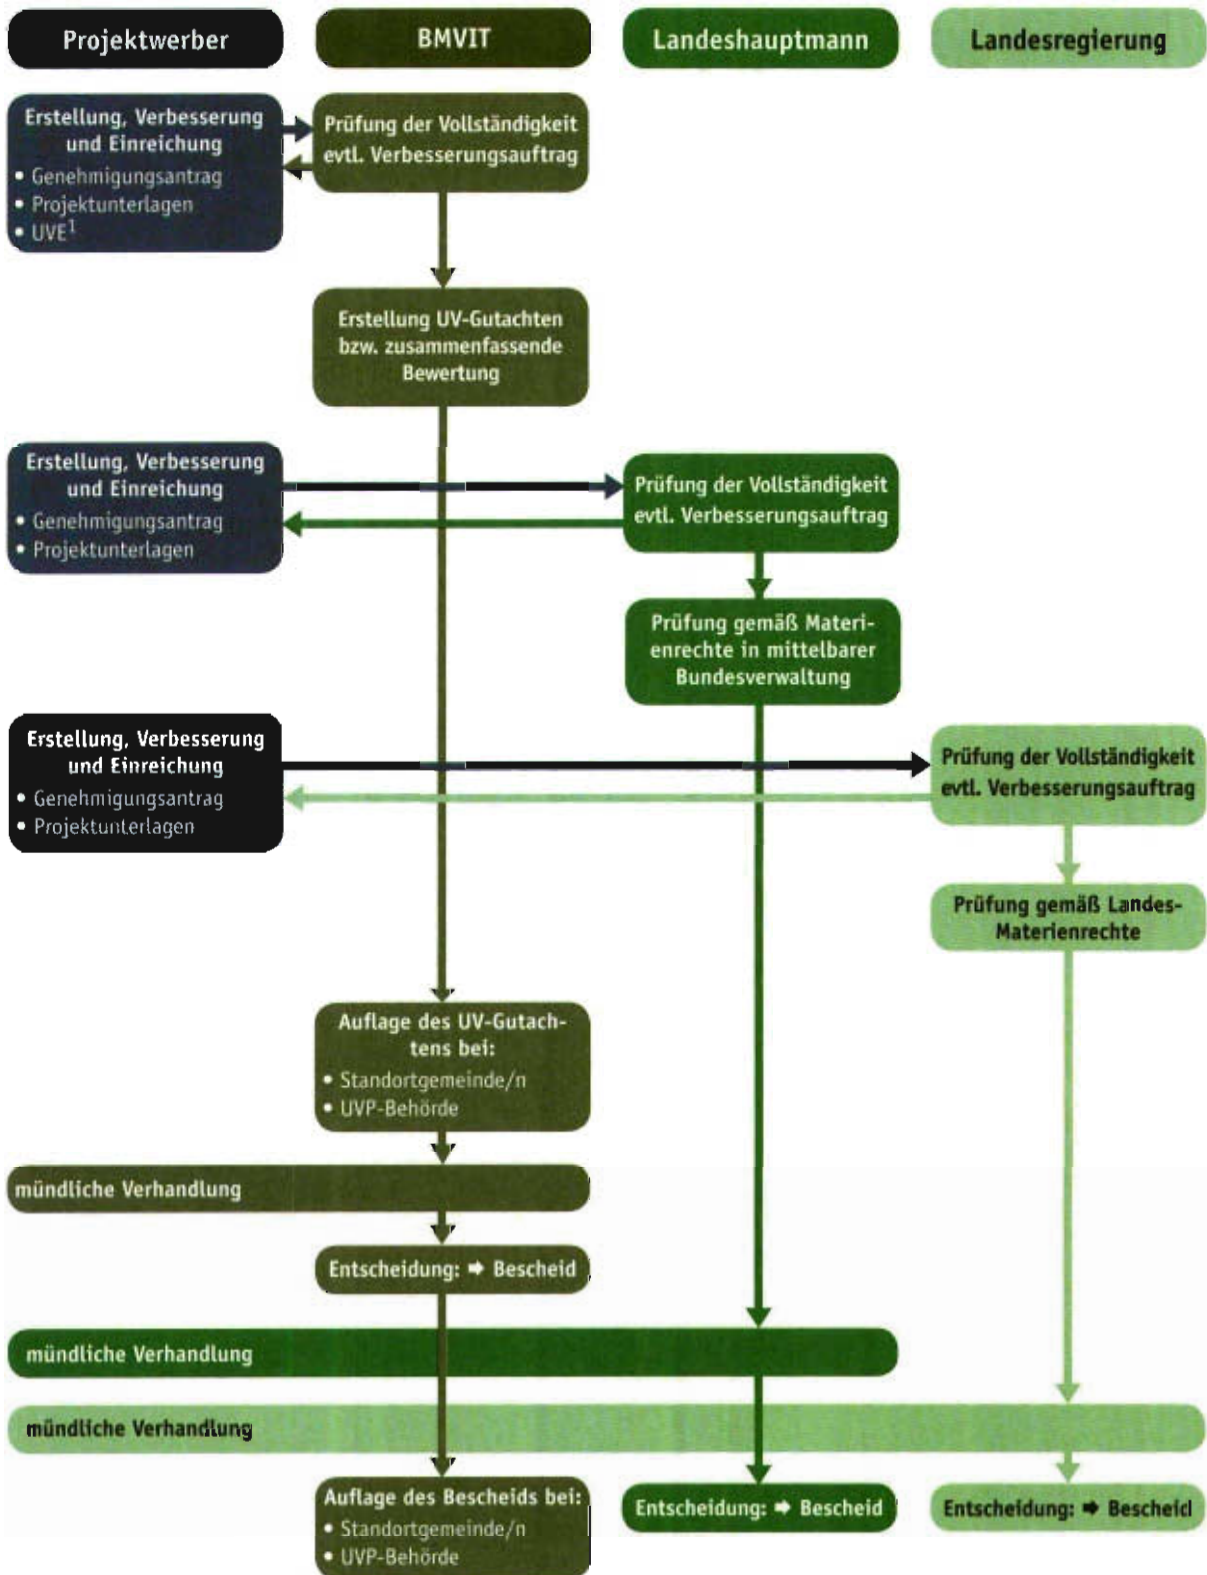 Projektwerber
BMVIT
Landeshauptmann
Landesregierung
Erstellung, Verbesserung
und Einreichung
• Genehmigungsantrag
• Projektunterlagen
• UVE¹
Prüfung der Vollständigkeit
evtl. Verbesserungsauftrag
Erstellung UV-Gutachten
bzw. zusammenfassende
Bewertung
Erstellung, Verbesserung
und Einreichung
• Genehmigungsantrag
• Projektunterlagen
Prüfung der Vollständigkeit
evtl. Verbesserungsauftrag
Prüfung gemäß Materi-
enrechte in mittelbarer
Bundesverwaltung
Erstellung, Verbesserung
und Einreichung
• Genehmigungsantrag
• Projektunterlagen
Prüfung der Vollständigkeit
evtl. Verbesserungsauftrag
Prüfung gemäß Landes-
Materienrechte
Auflage des UV-Gutach-
tens bei:
• Standortgemeinde/n
• UVP-Behörde
mündliche Verhandlung
Entscheidung: ➡ Bescheid
mündliche Verhandlung
mündliche Verhandlung
Auflage des Bescheids bei:
• Standortgemeinde/n
• UVP-Behörde
Entscheidung: ➡ Bescheid
Entscheidung: ➡ Bescheid